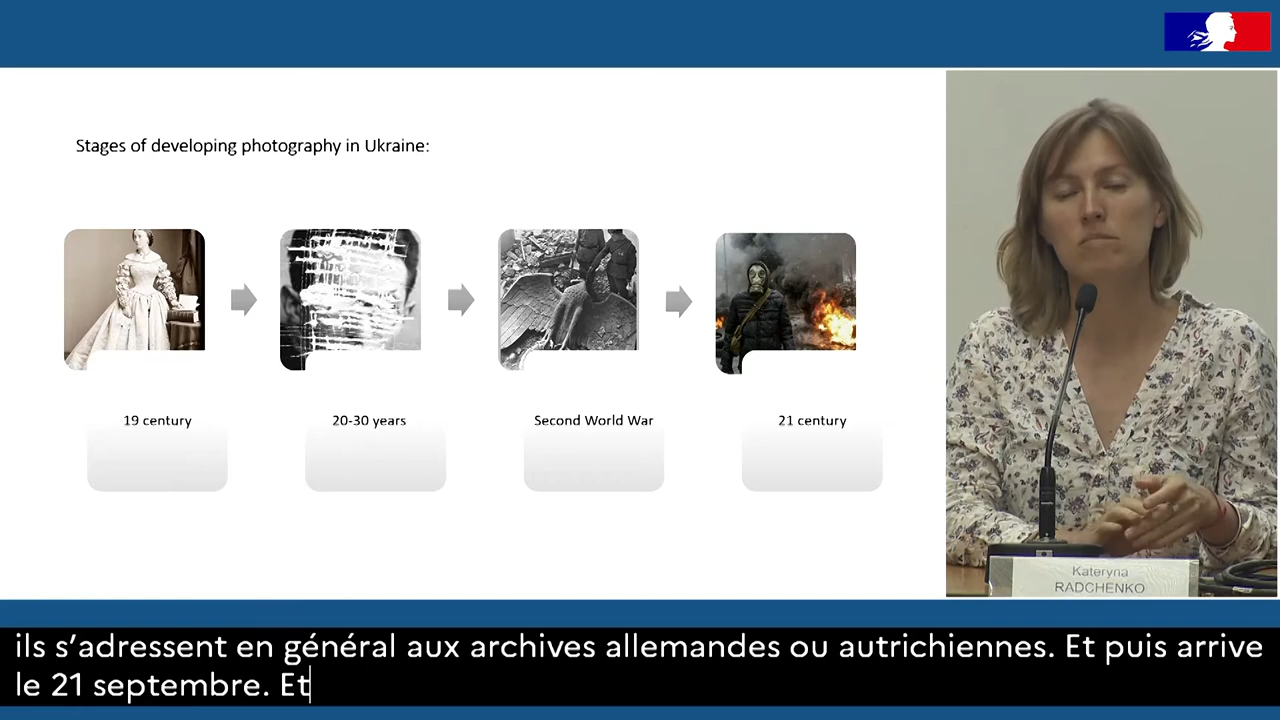 Stages of developing photography in Ukraine:
19 century
20-30 years
Second World War
21 century
Kateryna
RADCHENKO
ils s’adressent en général aux archives allemandes ou autrichiennes. Et puis arrive
le 21 septembre. Et